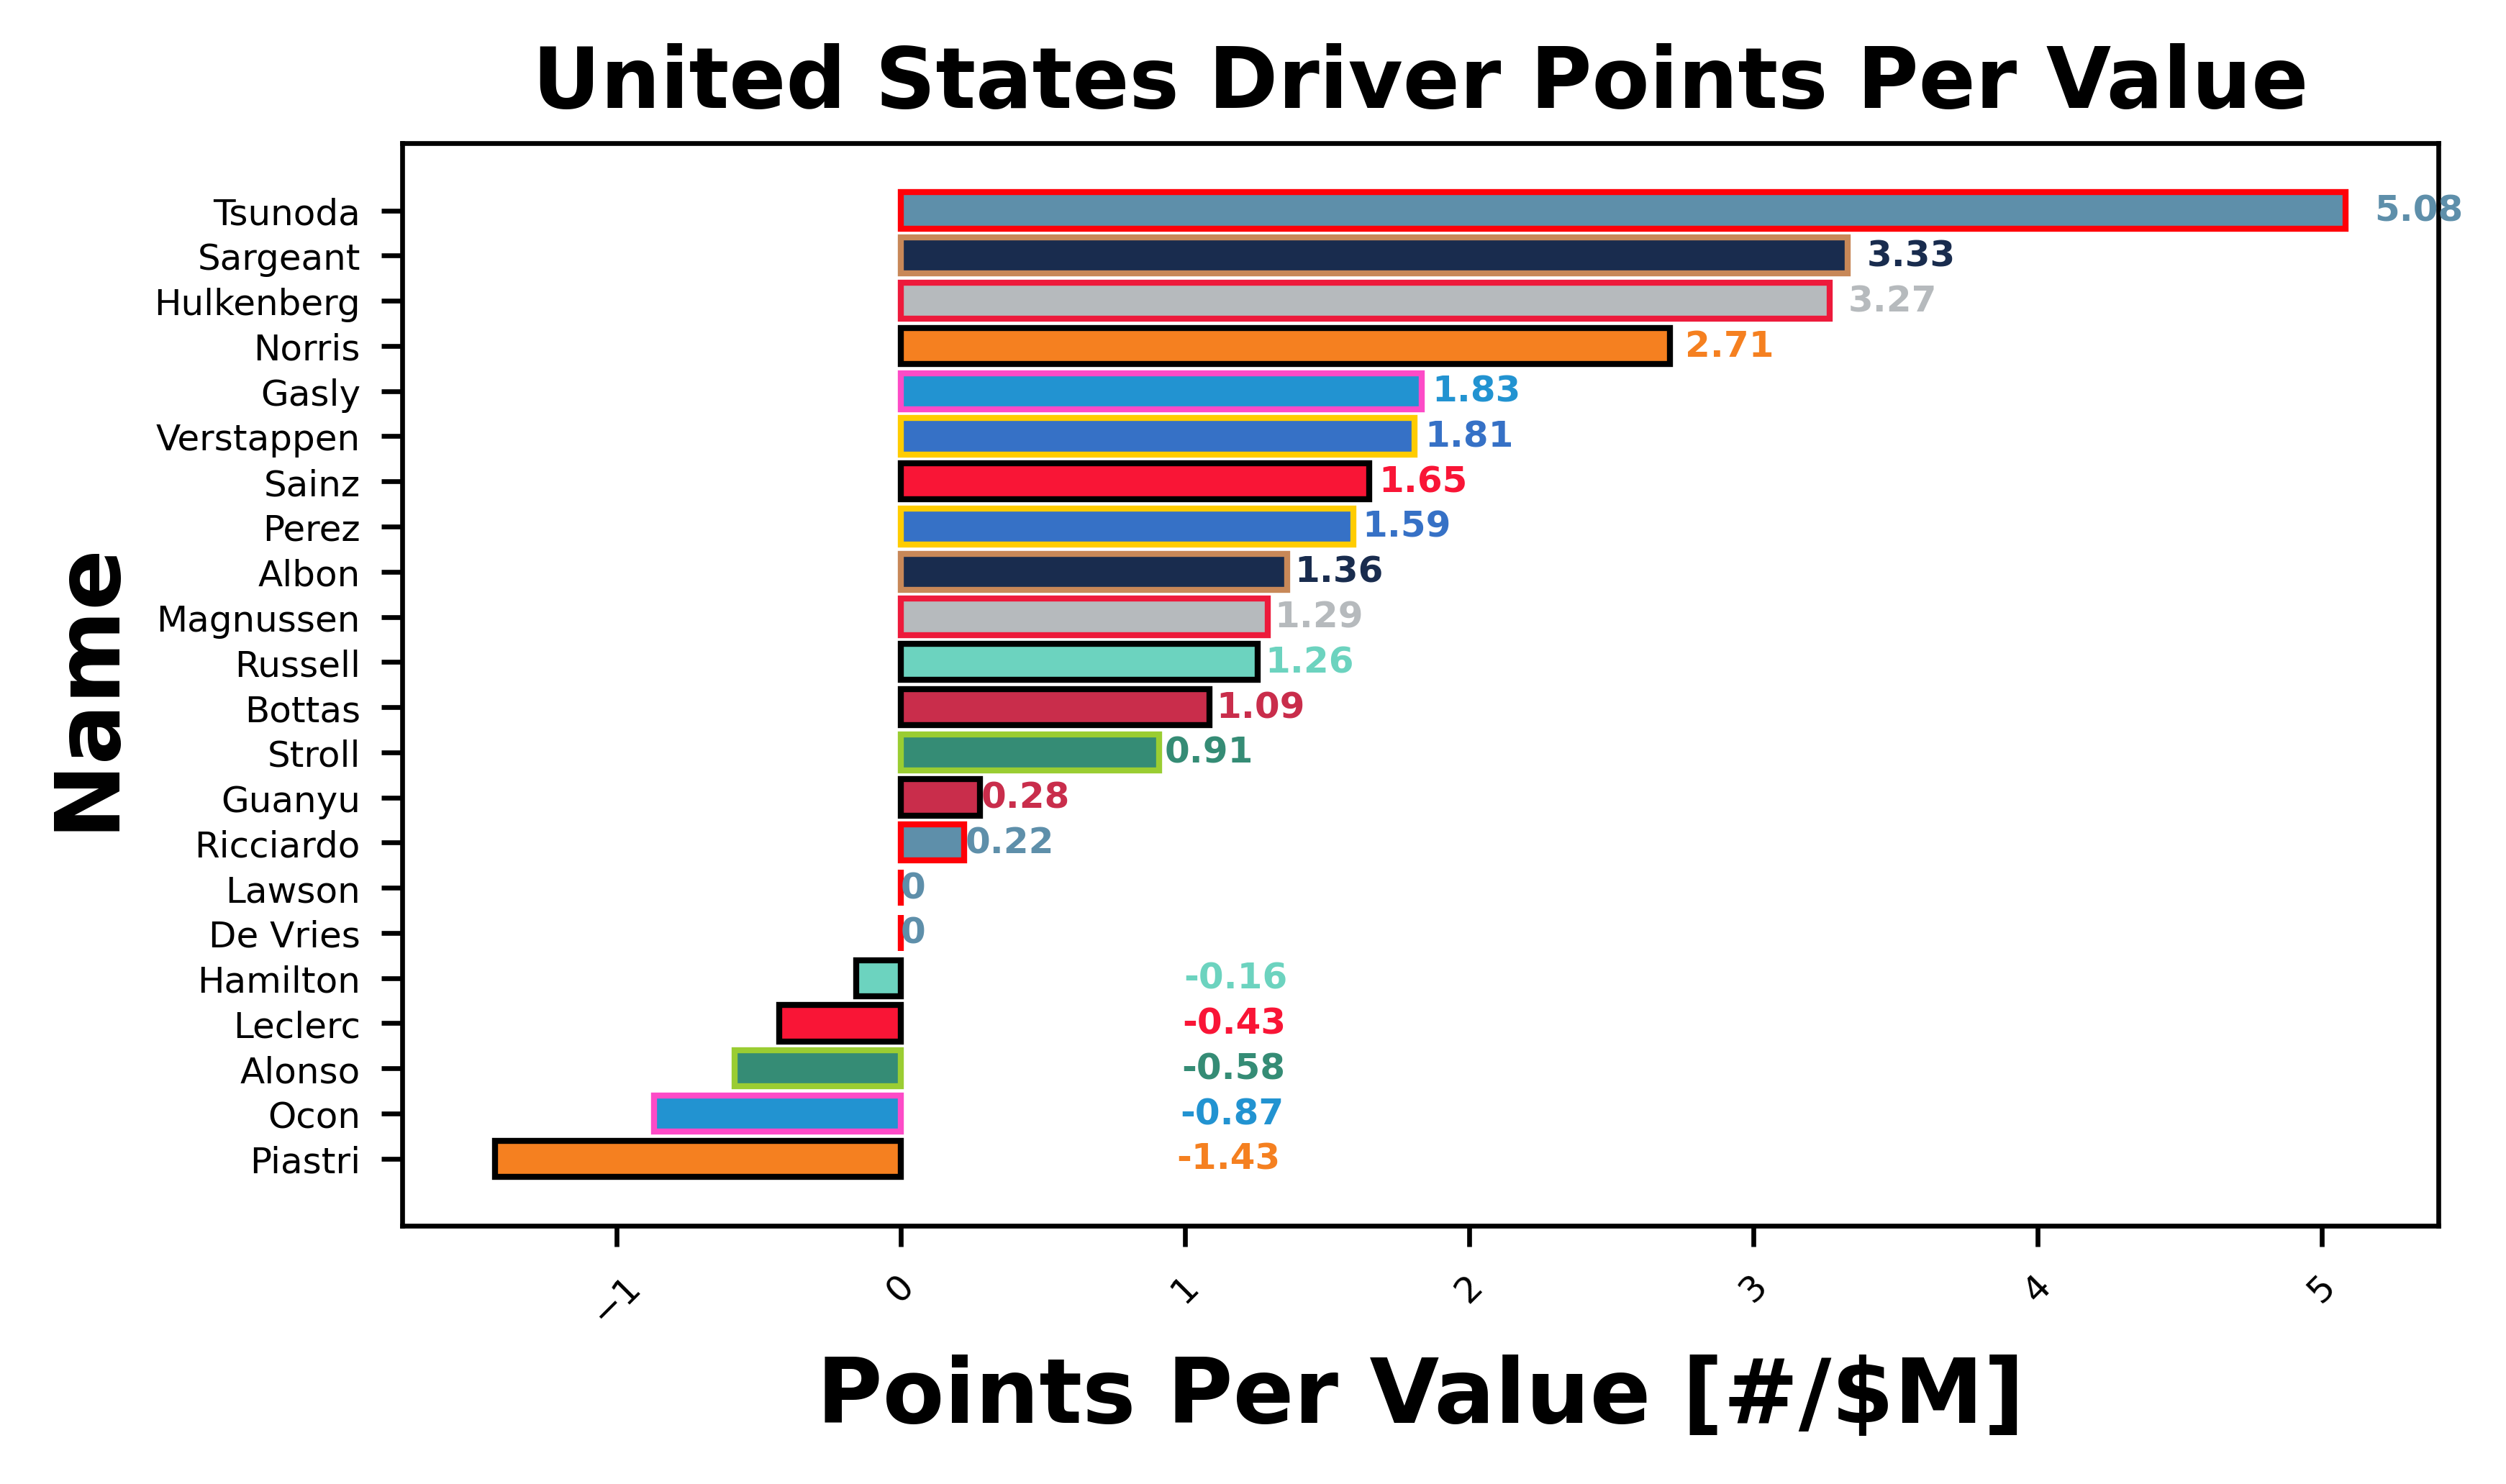 United States Driver Points Per Value
Name
Tsunoda 5.08
Sargeant 3.33
Hulkenberg 3.27
Norris 2.71
Gasly 1.83
Verstappen 1.81
Sainz 1.65
Perez 1.59
Albon 1.36
Magnussen 1.29
Russell 1.26
Bottas 1.09
Stroll 0.91
Guanyu 0.28
Ricciardo 0.22
Lawson 0
De Vries 0
Hamilton -0.16
Leclerc -0.43
Alonso -0.58
Ocon -0.87
Piastri -1.43
−1 0 1 2 3 4 5
Points Per Value [#/$M]